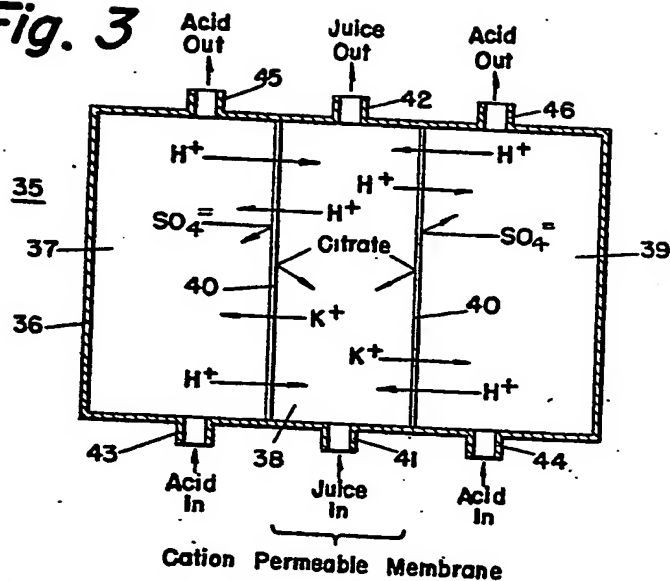 Fig. 3
Acid Out
Juice Out
Acid Out
45
42
46
H+
H+
35
H+
H+
SO4=
SO4=
37
Citrate
39
40
40
36
K+
K+
H+
H+
43
38
41
44
Acid In
Juice In
Acid In
Cation Permeable Membrane